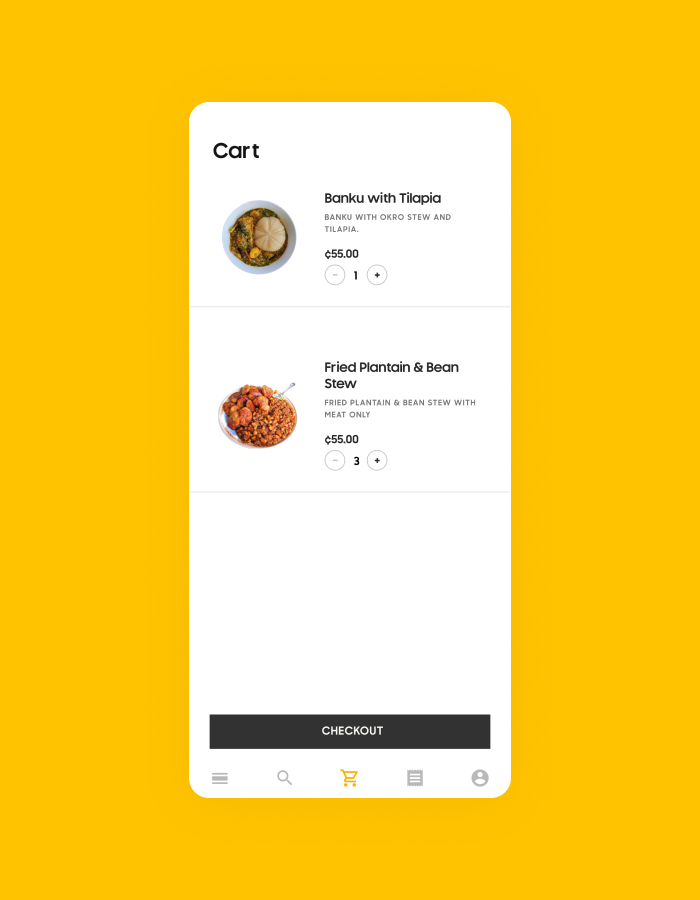 Cart
Banku with Tilapia
BANKU WITH OKRO STEW AND
TILAPIA.
¢55.00
− 1 +
Fried Plantain & Bean
Stew
FRIED PLANTAIN & BEAN STEW WITH
MEAT ONLY
¢55.00
− 3 +
CHECKOUT